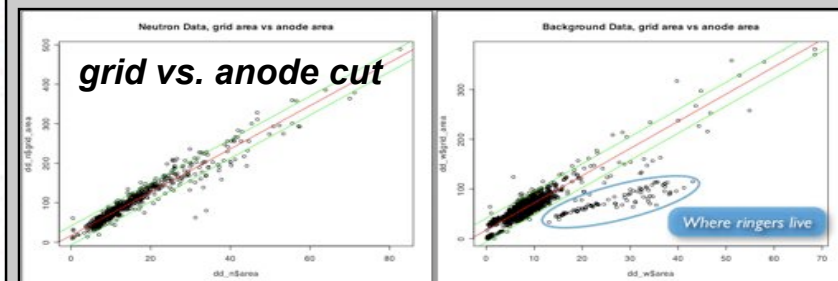 Neutron Data, grid area vs anode area
grid vs. anode cut
500
400
300
200
100
0
dd_n$grid_area
0 20 40 60 80
dd_n$area
Background Data, grid area vs anode area
300
200
100
0
dd_w$grid_area
Where ringers live
0 10 20 30 40 50 60 70
dd_w$area